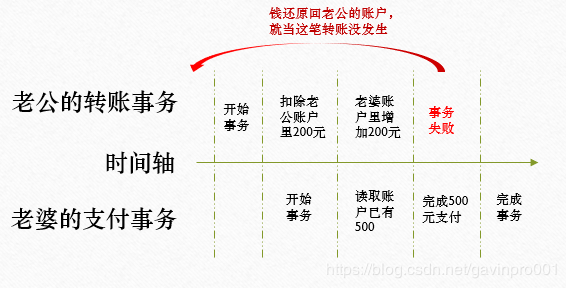 钱还原回老公的账户，
就当这笔转账没发生
老公的转账事务
开始
事务
扣除老
公账户
里200元
老婆账
户里增
加200元
事务
失败
时间轴
老婆的支付事务
开始
事务
读取账
户已有
500
完成500
元支付
完成
事务
https://blog.csdn.net/gavinpro001